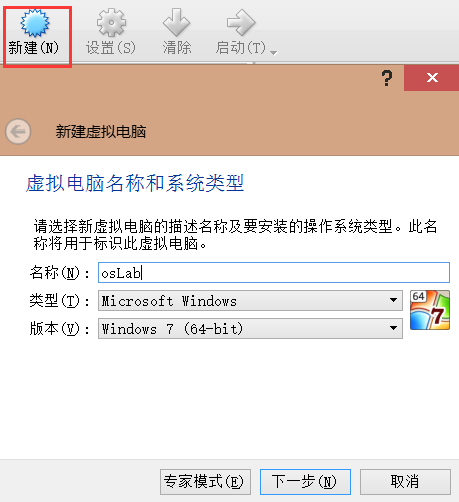 新建(N) 设置(S) 清除 启动(T)
? ×
新建虚拟电脑
虚拟电脑名称和系统类型
请选择新虚拟电脑的描述名称及要安装的操作系统类型。此名
称将用于标识此虚拟电脑。
名称(N): osLab
类型(T): Microsoft Windows
64
7
版本(V): Windows 7 (64-bit)
专家模式(E) 下一步(N) 取消